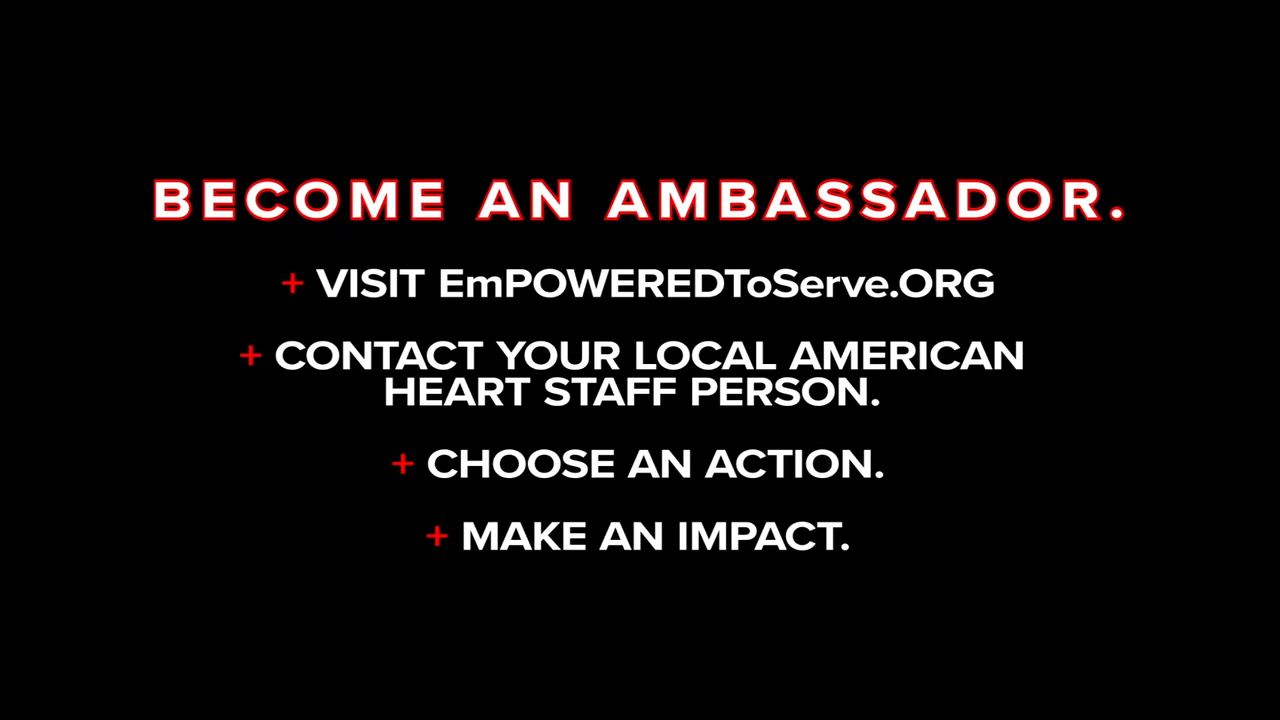 BECOME AN AMBASSADOR.
+ VISIT EmPOWEREDToServe.ORG
+ CONTACT YOUR LOCAL AMERICAN
HEART STAFF PERSON.
+ CHOOSE AN ACTION.
+ MAKE AN IMPACT.